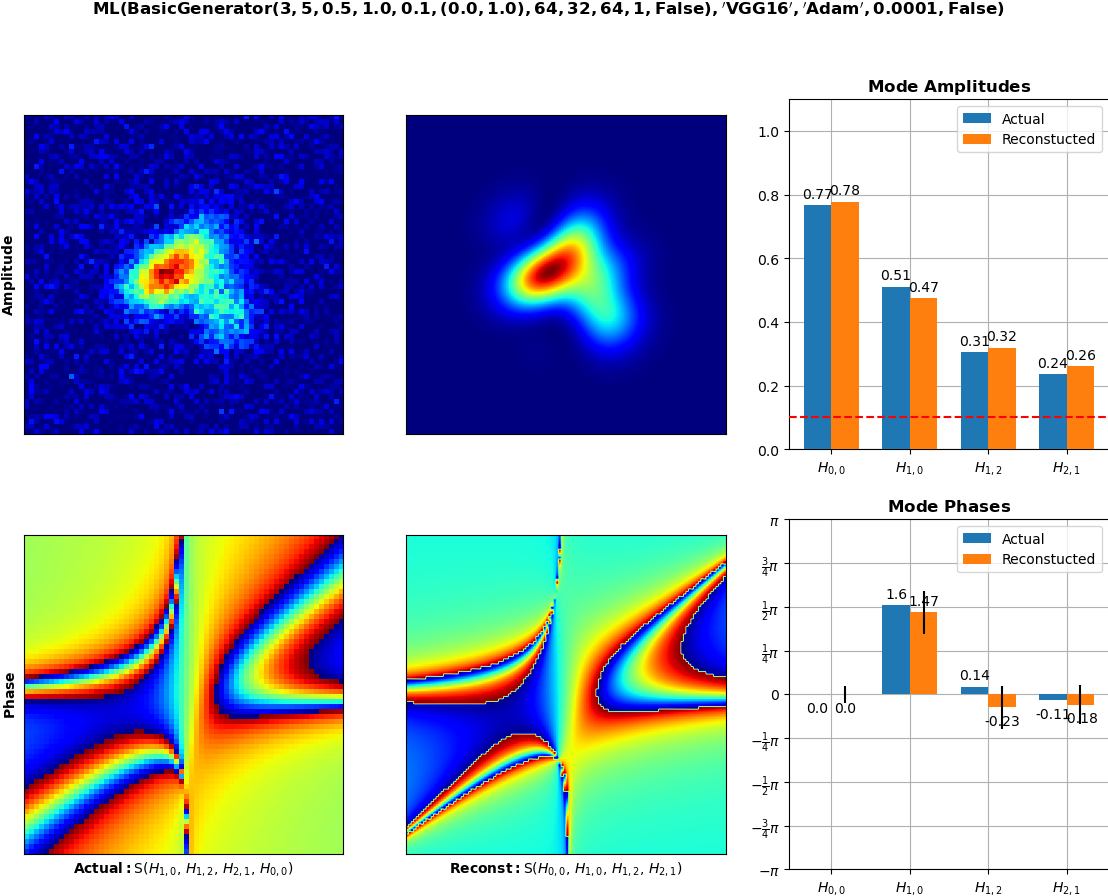 ML(BasicGenerator(3, 5, 0.5, 1.0, 0.1, (0.0, 1.0), 64, 32, 64, 1, False), ′VGG16′, ′Adam′, 0.0001, False)
Amplitude
Mode Amplitudes
Actual
Reconstucted
1.0
0.8
0.6
0.4
0.2
0.0
0.77
0.78
0.51
0.47
0.31
0.32
0.24
0.26
H0,0
H1,0
H1,2
H2,1
Phase
Actual: S(H1,0, H1,2, H2,1, H0,0)
Reconst: S(H0,0, H1,0, H1,2, H2,1)
Mode Phases
Actual
Reconstucted
π
3/4π
1/2π
1/4π
0
−1/4π
−1/2π
−3/4π
−π
0.0
0.0
1.6
1.47
0.14
-0.23
-0.11
-0.18
H0,0
H1,0
H1,2
H2,1